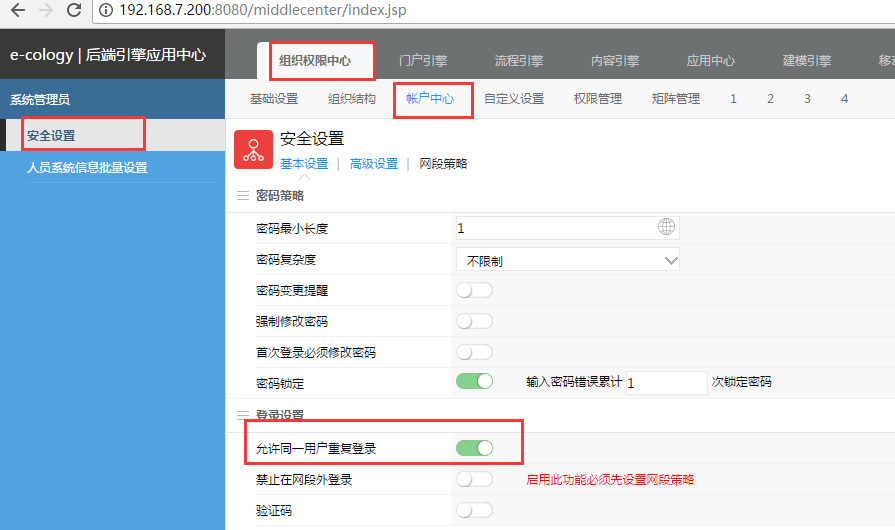 192.168.7.200:8080/middlecenter/index.jsp
e-cology | 后端引擎应用中心
组织权限中心 门户引擎 流程引擎 内容引擎 应用中心 建模引擎 移动
系统管理员
基础设置 组织结构 帐户中心 自定义设置 权限管理 矩阵管理 1 2 3 4
安全设置
人员系统信息批量设置
安全设置
基本设置 | 高级设置 | 网段策略
密码策略
密码最小长度 1
密码复杂度 不限制
密码变更提醒
强制修改密码
首次登录必须修改密码
密码锁定 输入密码错误累计 1 次锁定密码
登录设置
允许同一用户重复登录
禁止在网段外登录 启用此功能必须先设置网段策略
验证码